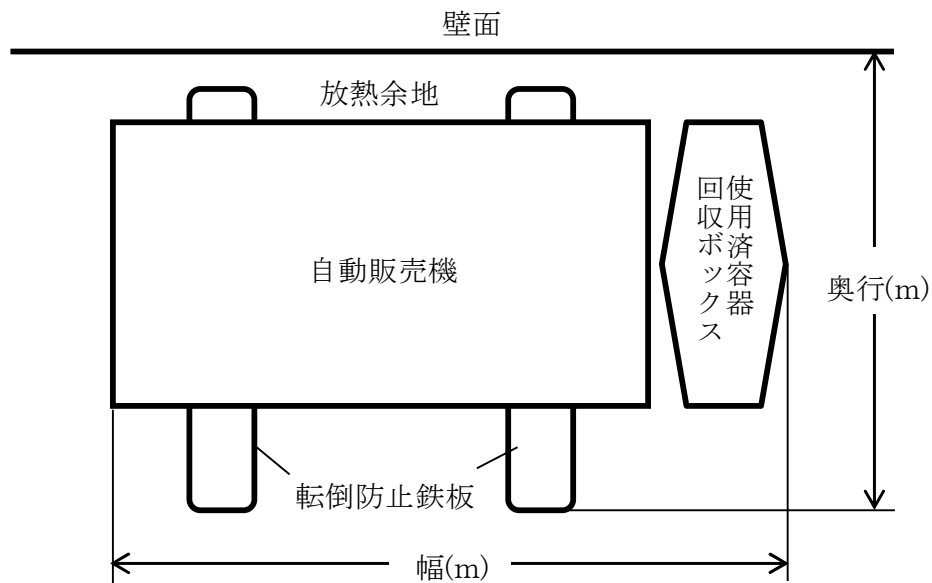 壁面
放熱余地
自動販売機
使用済容器
回収ボックス
奥行(m)
転倒防止鉄板
幅(m)